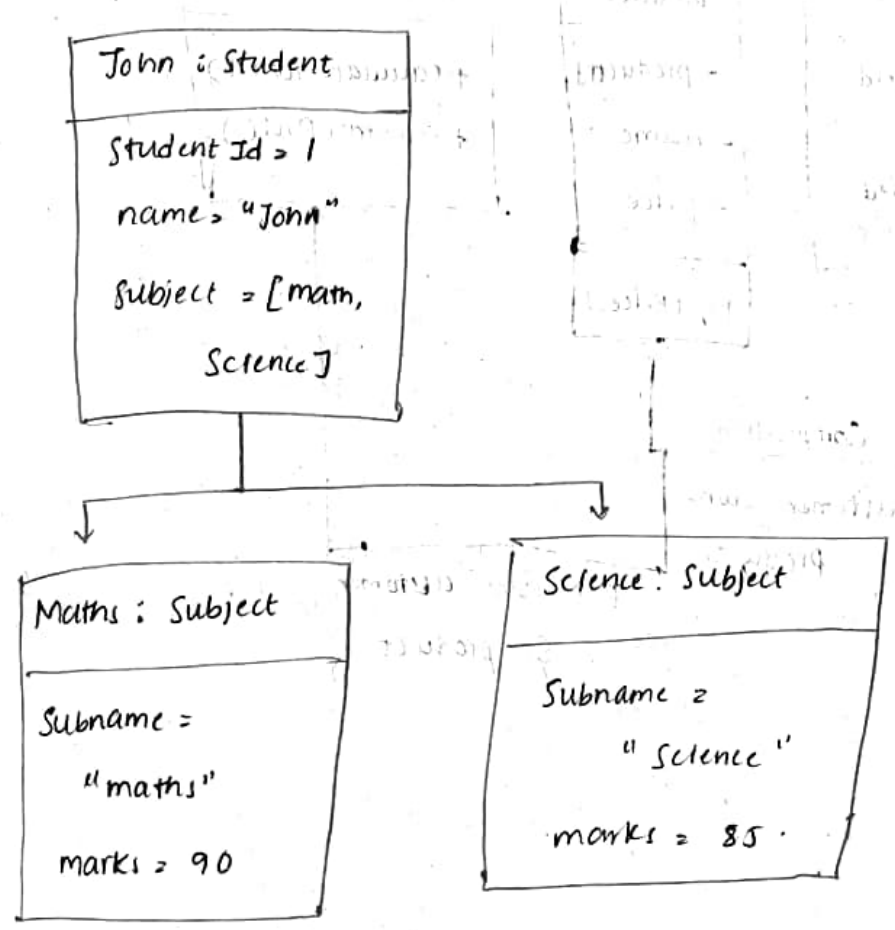 John : Student
Student Id = 1
name = "John"
Subject = [math,
Science]
Maths : Subject
Subname =
"maths"
marks = 90
Science : Subject
Subname =
"Science"
marks = 85.